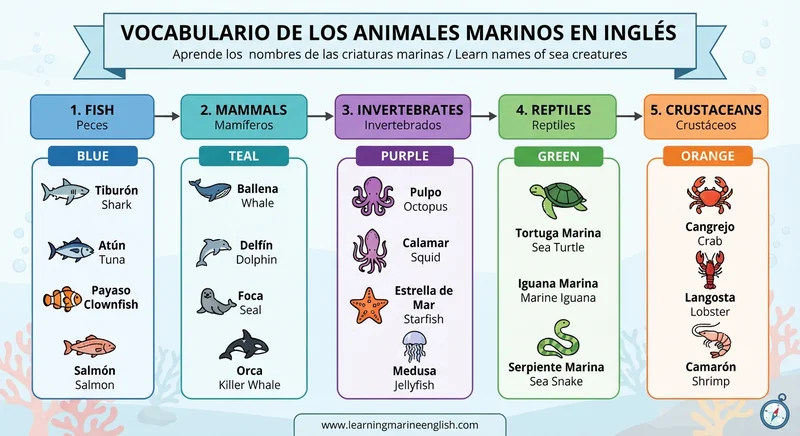 VOCABULARIO DE LOS ANIMALES MARINOS EN INGLÉS
Aprende los nombres de las criaturas marinas / Learn names of sea creatures
1. FISH
Peces
2. MAMMALS
Mamíferos
3. INVERTEBRATES
Invertebrados
4. REPTILES
Reptiles
5. CRUSTACEANS
Crustáceos
BLUE
Tiburón
Shark
Atún
Tuna
Payaso
Clownfish
Salmón
Salmon
TEAL
Ballena
Whale
Delfín
Dolphin
Foca
Seal
Orca
Killer Whale
PURPLE
Pulpo
Octopus
Calamar
Squid
Estrella de
Mar
Starfish
Medusa
Jellyfish
GREEN
Tortuga Marina
Sea Turtle
Iguana Marina
Marine Iguana
Serpiente Marina
Sea Snake
ORANGE
Cangrejo
Crab
Langosta
Lobster
Camarón
Shrimp
www.learningmarineenglish.com